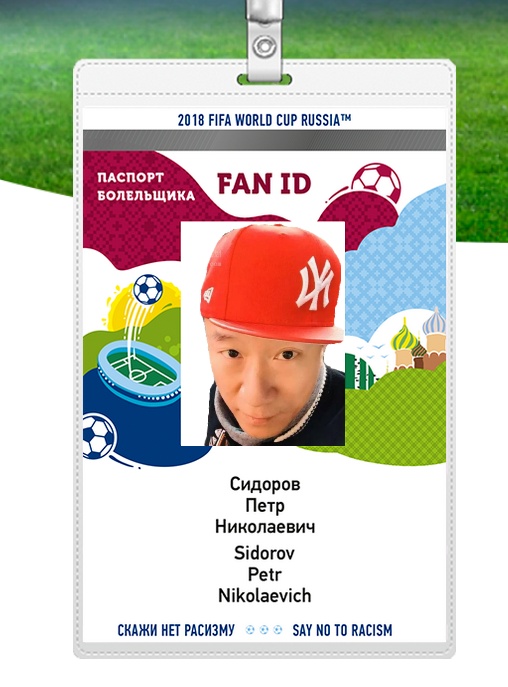 2018 FIFA WORLD CUP RUSSIA™
ПАСПОРТ
БОЛЕЛЬЩИКА
FAN ID
NY
Сидоров
Петр
Николаевич
Sidorov
Petr
Nikolaevich
СКАЖИ НЕТ РАСИЗМУ
SAY NO TO RACISM